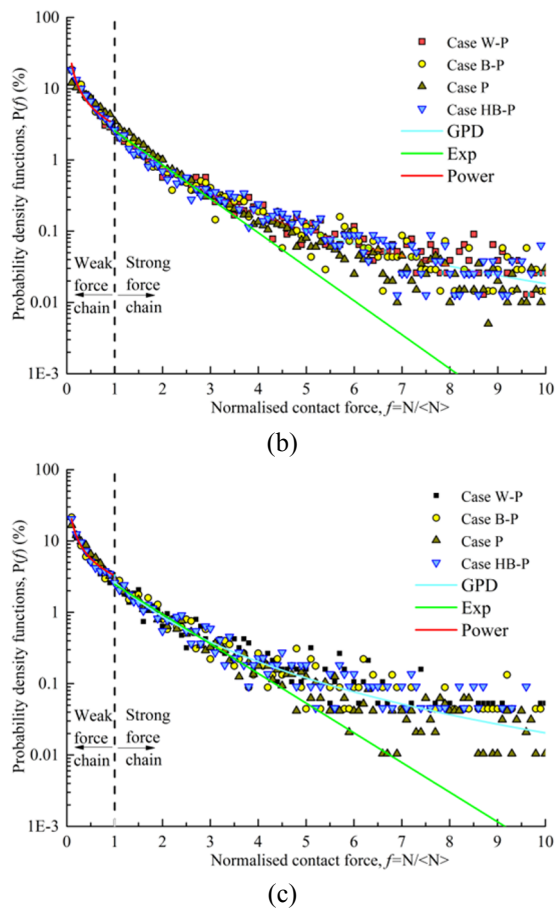 100
10
1
0.1
0.01
1E-3
Probability density functions, P(f) (%)
Case W-P
Case B-P
Case P
Case HB-P
GPD
Exp
Power
Weak Strong
force force
chain chain
0 1 2 3 4 5 6 7 8 9 10
Normalised contact force, f=N/<N>
(b)
100
10
1
0.1
0.01
1E-3
Probability density functions, P(f) (%)
Case W-P
Case B-P
Case P
Case HB-P
GPD
Exp
Power
Weak Strong
force force
chain chain
0 1 2 3 4 5 6 7 8 9 10
Normalised contact force, f=N/<N>
(c)